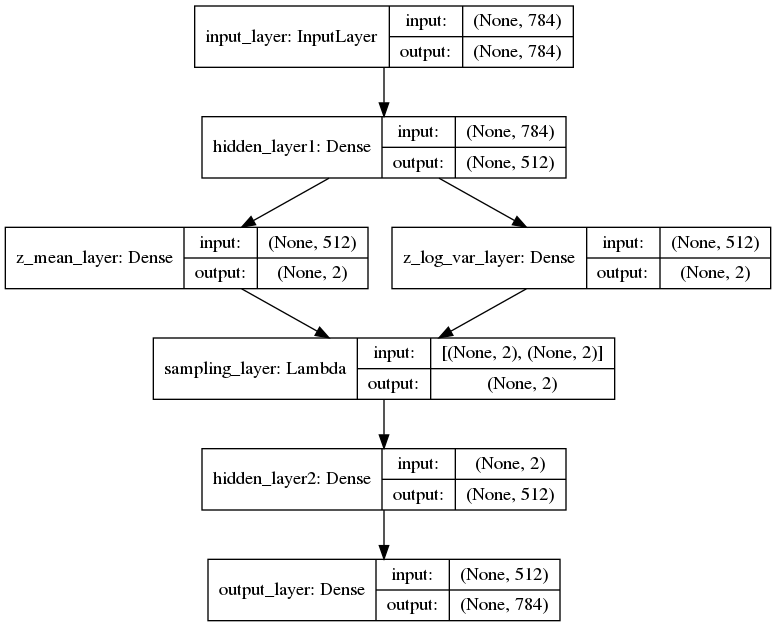 input_layer: InputLayer
input: (None, 784)
output: (None, 784)
hidden_layer1: Dense
input: (None, 784)
output: (None, 512)
z_mean_layer: Dense
input: (None, 512)
output: (None, 2)
z_log_var_layer: Dense
input: (None, 512)
output: (None, 2)
sampling_layer: Lambda
input: [(None, 2), (None, 2)]
output: (None, 2)
hidden_layer2: Dense
input: (None, 2)
output: (None, 512)
output_layer: Dense
input: (None, 512)
output: (None, 784)